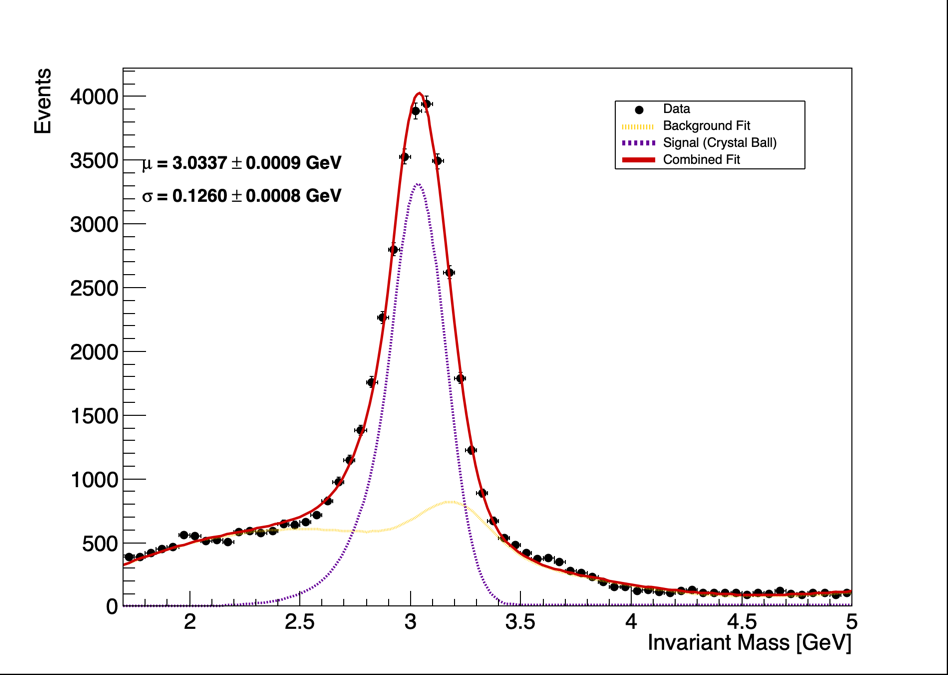 Events
4000
3500
3000
2500
2000
1500
1000
500
0
μ = 3.0337 ± 0.0009 GeV
σ = 0.1260 ± 0.0008 GeV
Data
Background Fit
Signal (Crystal Ball)
Combined Fit
2 2.5 3 3.5 4 4.5 5
Invariant Mass [GeV]